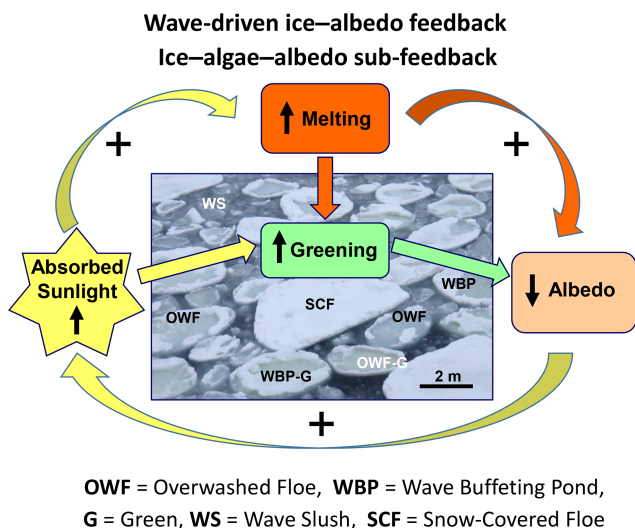 Wave-driven ice–albedo feedback
Ice–algae–albedo sub-feedback
Melting
+
+
WS
Greening
Absorbed
Sunlight
Albedo
WBP
SCF
OWF
OWF
OWF-G
WBP-G
2 m
+
OWF = Overwashed Floe, WBP = Wave Buffeting Pond,
G = Green, WS = Wave Slush, SCF = Snow-Covered Floe